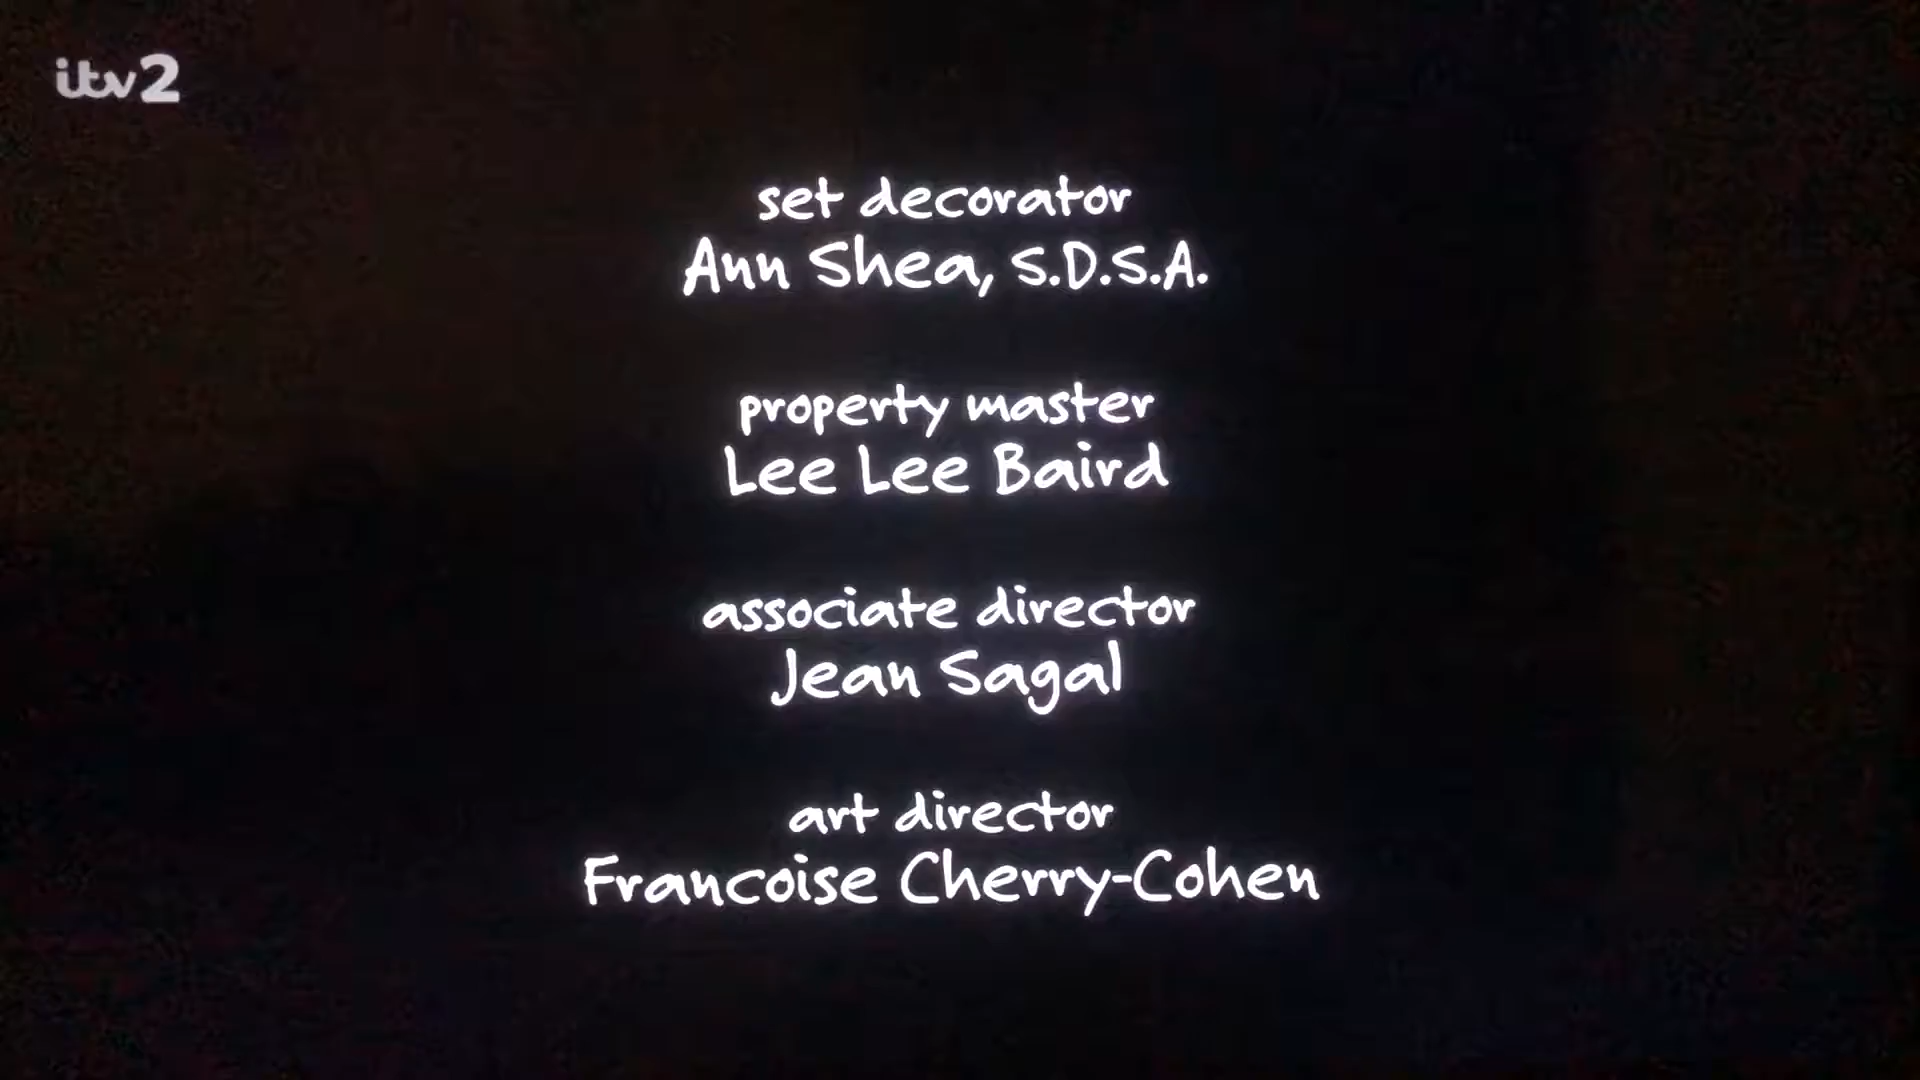 itv2
set decorator
Ann Shea, S.D.S.A.
property master
Lee Lee Baird
associate director
Jean Sagal
art director
Francoise Cherry-Cohen